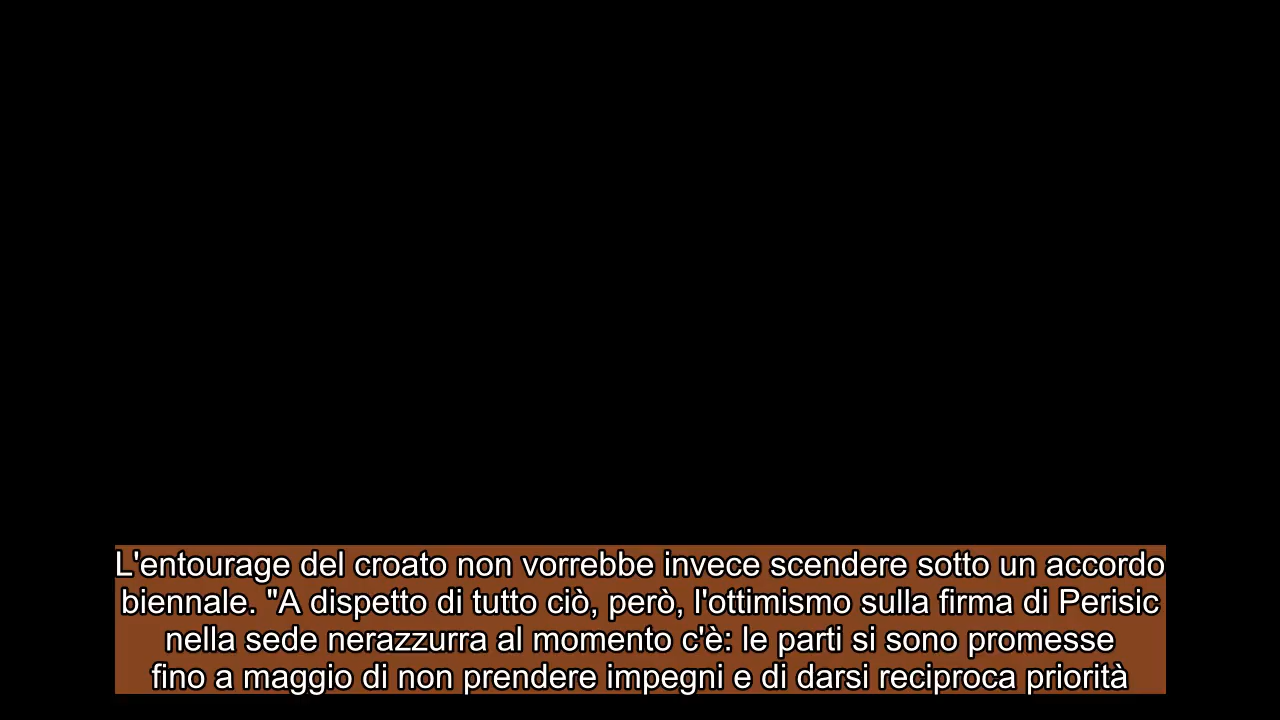 L'entourage del croato non vorrebbe invece scendere sotto un accordo
biennale. "A dispetto di tutto ciò, però, l'ottimismo sulla firma di Perisic
nella sede nerazzurra al momento c'è: le parti si sono promesse
fino a maggio di non prendere impegni e di darsi reciproca priorità